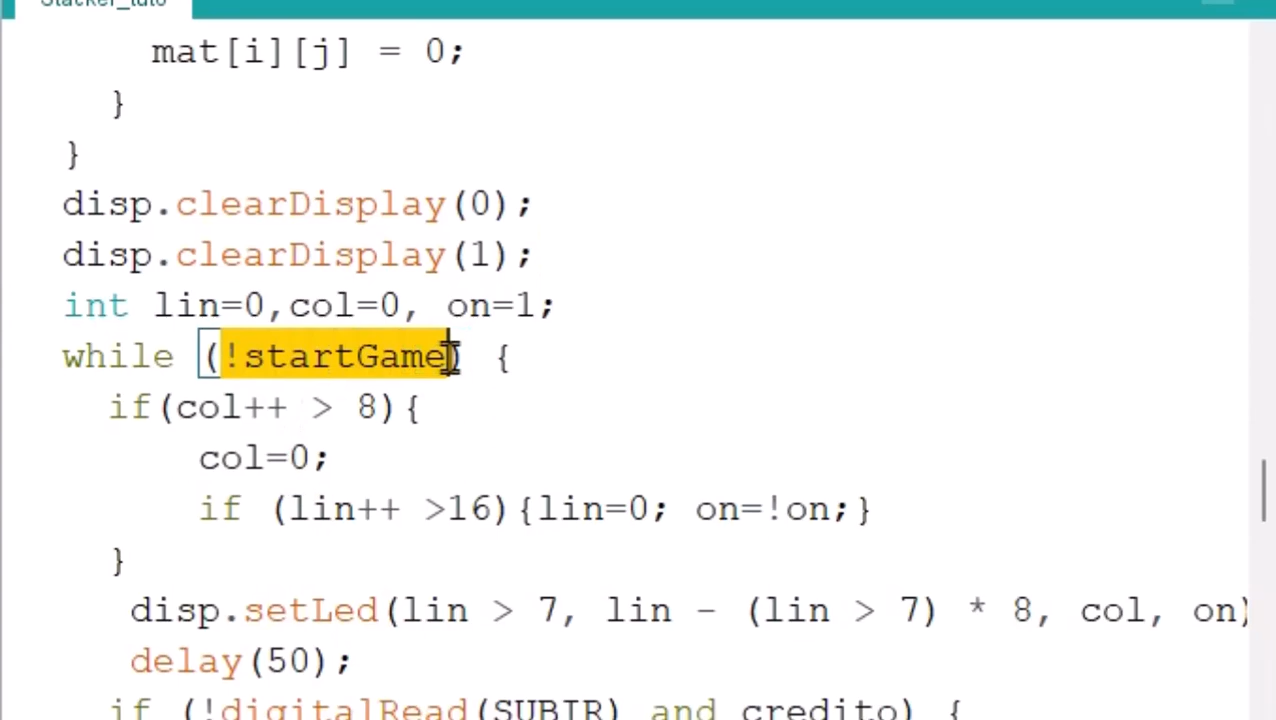 Stacker_tuto
mat[i][j] = 0;
}
}
disp.clearDisplay(0);
disp.clearDisplay(1);
int lin=0,col=0, on=1;
while (!startGame) {
if(col++ > 8){
col=0;
if (lin++ >16){lin=0; on=!on;}
}
disp.setLed(lin > 7, lin - (lin > 7) * 8, col, on)
delay(50);
if (!digitalRead(SUBIR) and credito) {